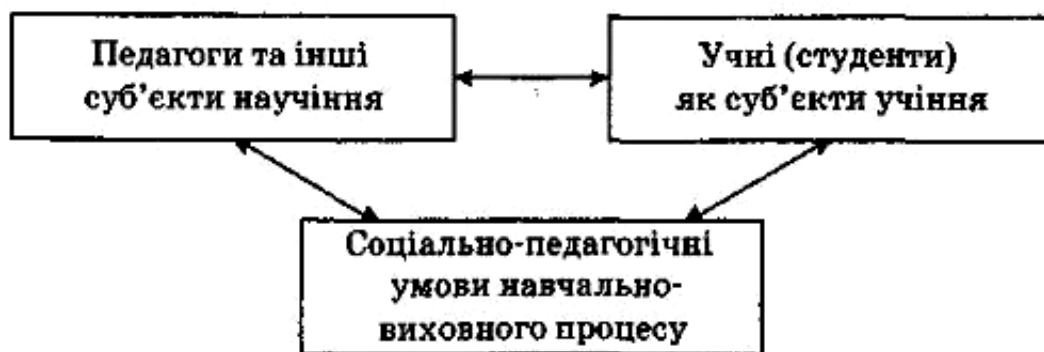 Педагоги та інші
суб’єкти научіння
Учні (студенти)
як суб’єкти учіння
Соціально-педагогічні
умови навчально-
виховного процесу